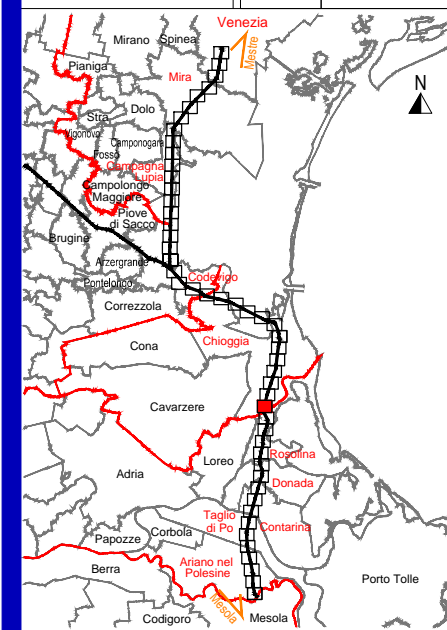 Venezia
Mirano
Spinea
Mestre
Pianiga
Mira
N
Dolo
Stra
Vigonovo
Camponogara
Fossò
Campagna
Lupia
Campolongo
Maggiore
Piove
di Sacco
Brugine
Arzergrande
Codevigo
Pontelongo
Correzzola
Chioggia
Cona
Cavarzere
Loreo
Rosolina
Adria
Donada
Taglio
di Po
Contarina
Corbola
Papozze
Berra
Ariano nel
Polesine
Porto Tolle
Mesola
Mesola
Codigoro